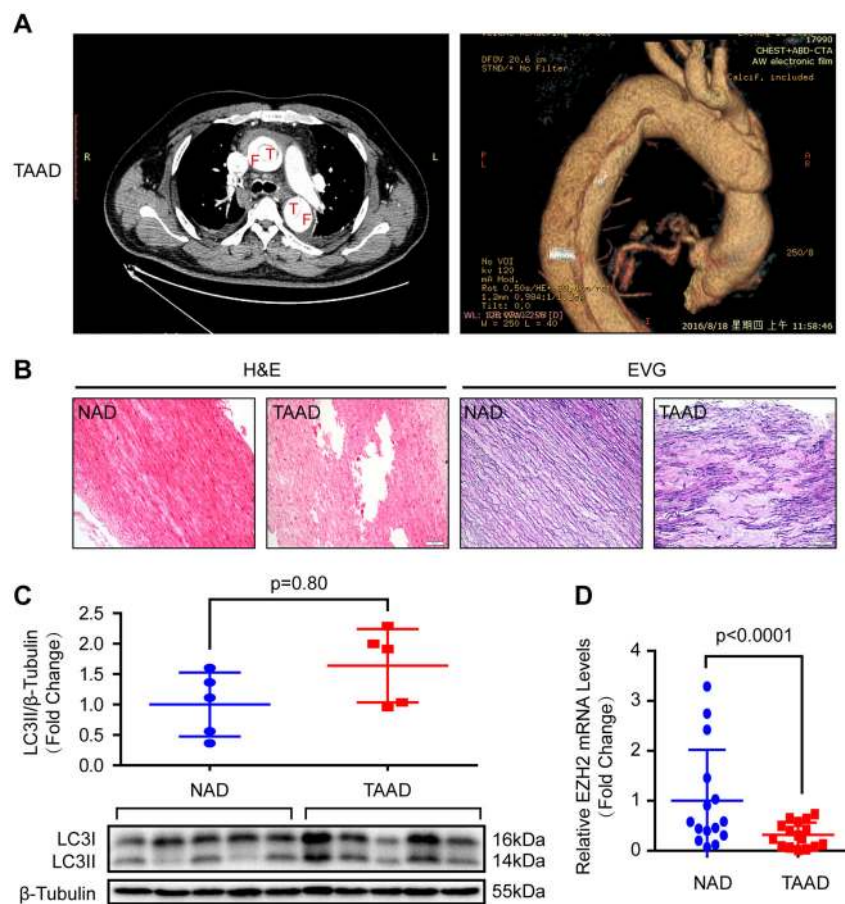 A
TAAD
R
L
F
T
T
F
17990
CHEST+ABD-CTA
DFOV 20.6 cm
AW electronic film
STND/+ No Filter
Calcif, included
P
L
A
R
No VOI
kv 120
mA Mod.
250/8
Tilt: 0.0
W = 250 L = 40
I
2016/8/18 星期四 上午 11:58:46
B
H&E
EVG
NAD
TAAD
NAD
TAAD
C
p=0.80
LC3II/β-Tubulin
(Fold Change)
2.5
2.0
1.5
1.0
0.5
0.0
NAD
TAAD
LC3I
16kDa
LC3II
14kDa
β-Tubulin
55kDa
D
p<0.0001
Relative EZH2 mRNA Levels
(Fold Change)
4
3
2
1
0
NAD
TAAD